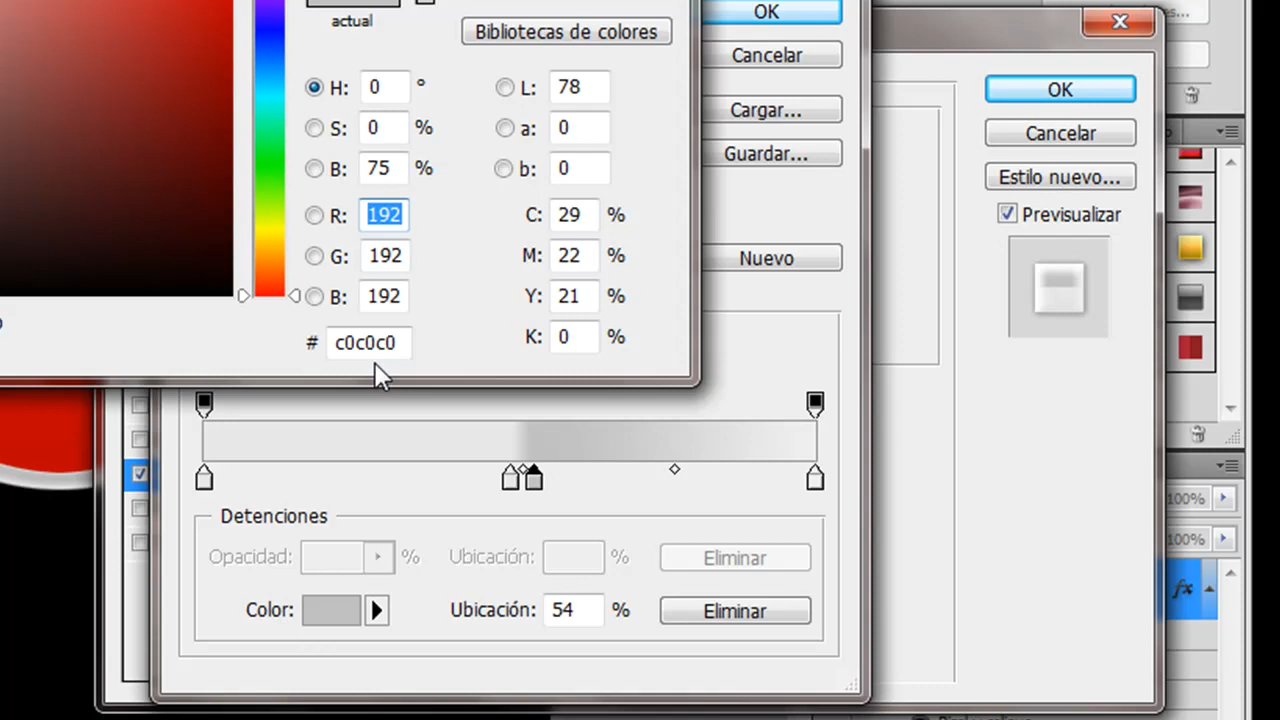 actual
Bibliotecas de colores
H: 0 °
S: 0 %
B: 75 %
R: 192
G: 192
B: 192
# c0c0c0
L: 78
a: 0
b: 0
C: 29 %
M: 22 %
Y: 21 %
K: 0 %
OK
Cancelar
Cargar...
Guardar...
Nuevo
OK
Cancelar
Estilo nuevo...
Previsualizar
Detenciones
Opacidad: %
Ubicación: %
Eliminar
Color:
Ubicación: 54 %
Eliminar
100%
100%
fx